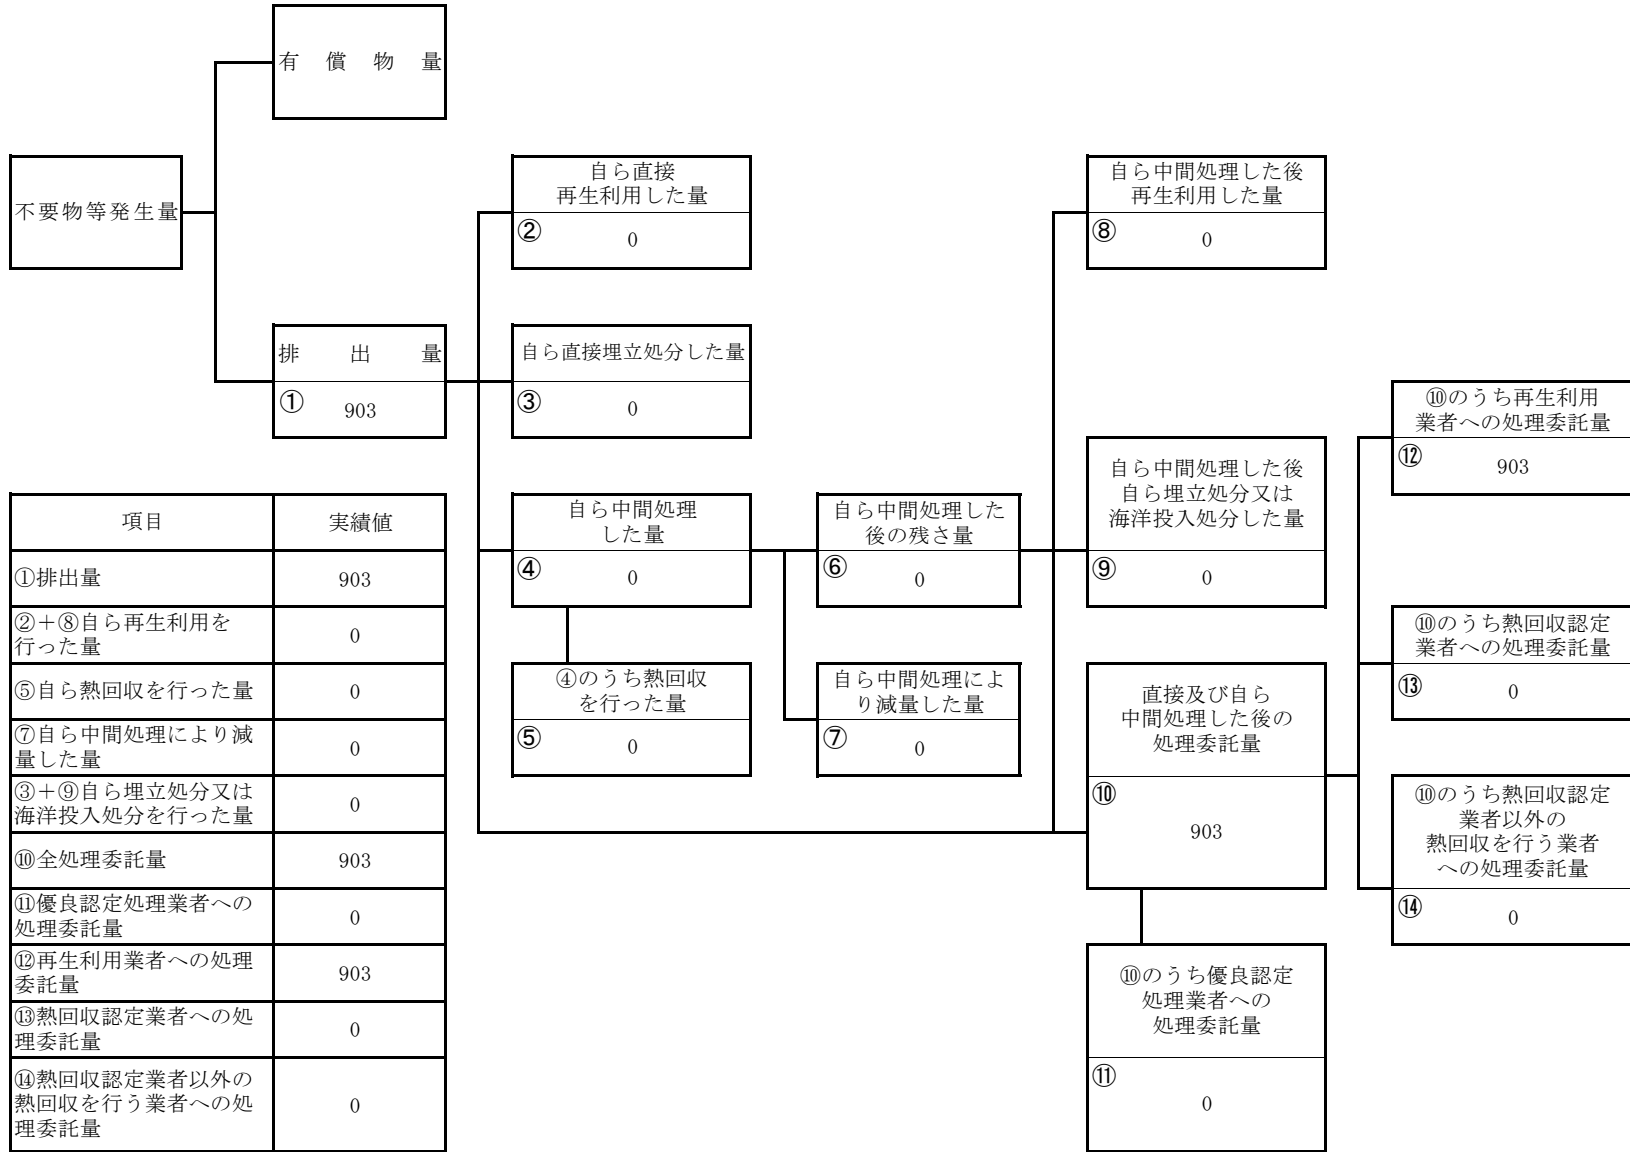 有償物量
不要物等発生量
排出量
① 903
自ら直接
再生利用した量
② 0
自ら直接埋立処分した量
③ 0
自ら中間処理
した量
④ 0
④のうち熱回収
を行った量
⑤ 0
自ら中間処理した
後の残さ量
⑥ 0
自ら中間処理によ
り減量した量
⑦ 0
自ら中間処理した後
再生利用した量
⑧ 0
自ら中間処理した後
自ら埋立処分又は
海洋投入処分した量
⑨ 0
直接及び自ら
中間処理した後の
処理委託量
⑩
903
⑩のうち優良認定
処理業者への
処理委託量
⑪
0
⑩のうち再生利用
業者への処理委託量
⑫ 903
⑩のうち熱回収認定
業者への処理委託量
⑬ 0
⑩のうち熱回収認定
業者以外の
熱回収を行う業者
への処理委託量
⑭ 0
項目 実績値
①排出量 903
②＋⑧自ら再生利用を
行った量 0
⑤自ら熱回収を行った量 0
⑦自ら中間処理により減
量した量 0
③＋⑨自ら埋立処分又は
海洋投入処分を行った量 0
⑩全処理委託量 903
⑪優良認定処理業者への
処理委託量 0
⑫再生利用業者への処理
委託量 903
⑬熱回収認定業者への処
理委託量 0
⑭熱回収認定業者以外の
熱回収を行う業者への処
理委託量 0